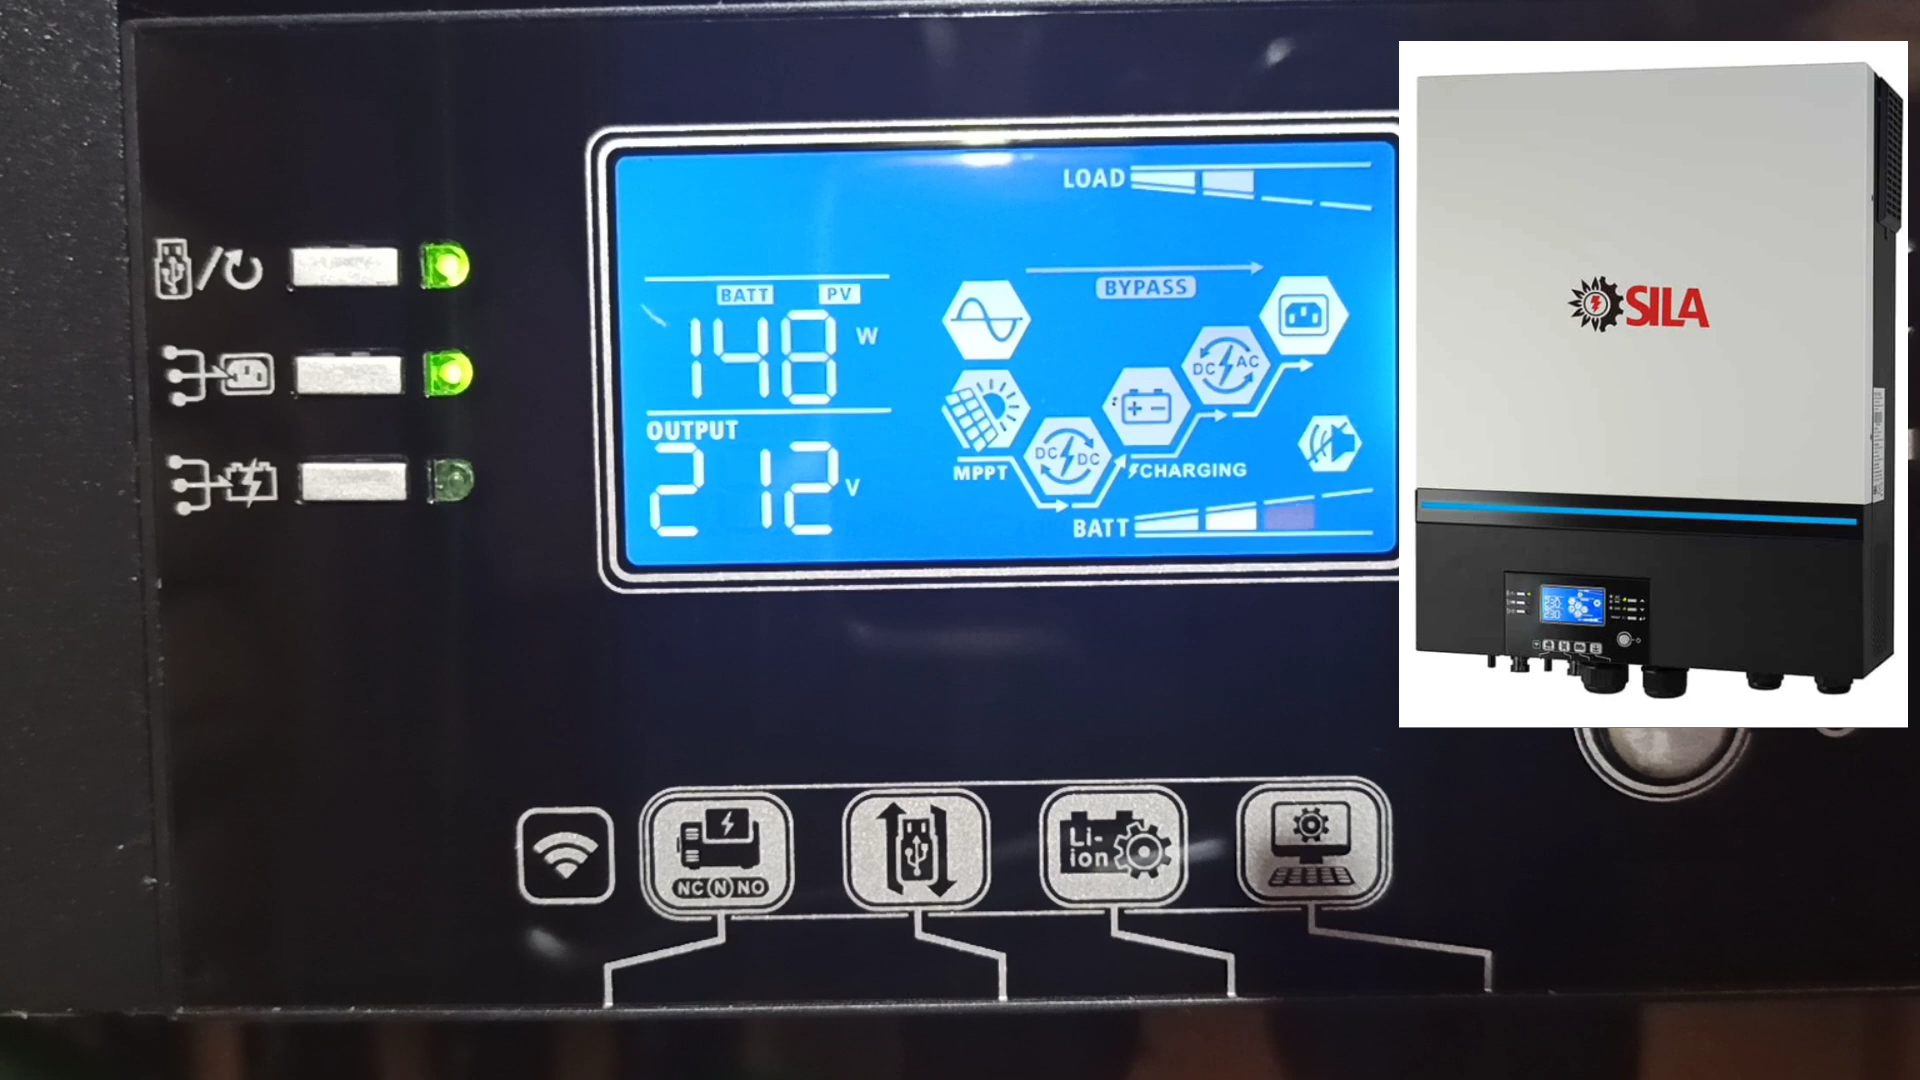 LOAD
BATT PV
148 W
BYPASS
DC AC
OUTPUT
212 V
DC DC
MPPT
CHARGING
BATT
SILA
NC N NO
Li-
ion